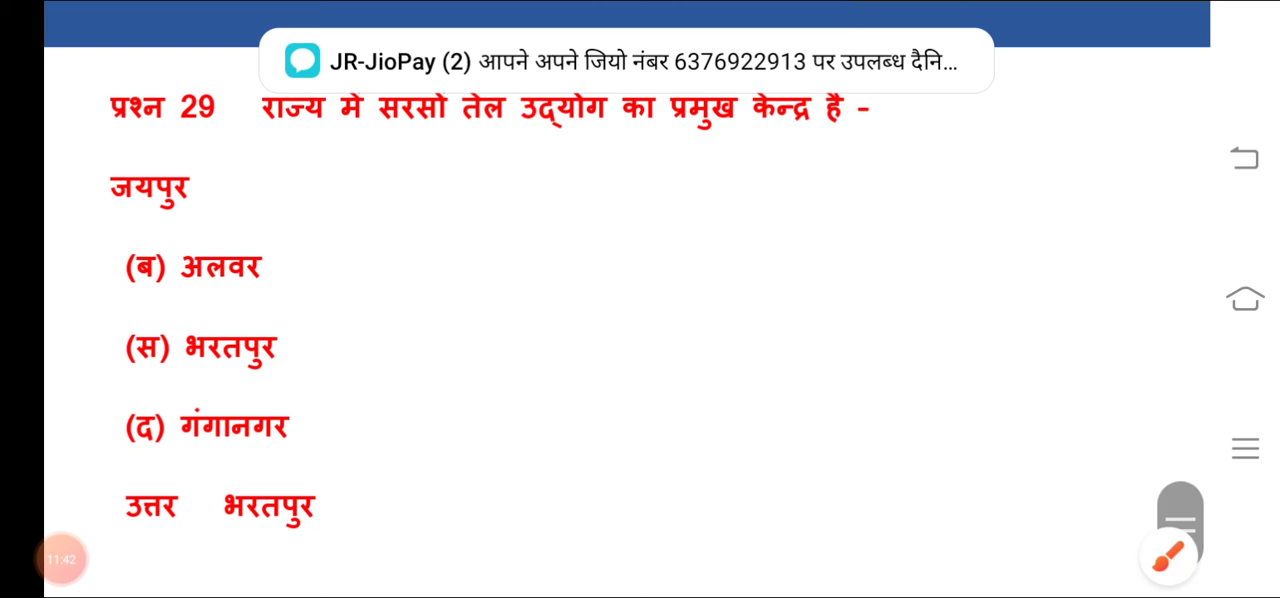 JR-JioPay (2) आपने अपने जियो नंबर 6376922913 पर उपलब्ध दैनि...
प्रश्न 29 राज्य मे सरसो तेल उद्योग का प्रमुख केन्द्र है -
जयपुर
(ब) अलवर
(स) भरतपुर
(द) गंगानगर
उत्तर भरतपुर
11:42